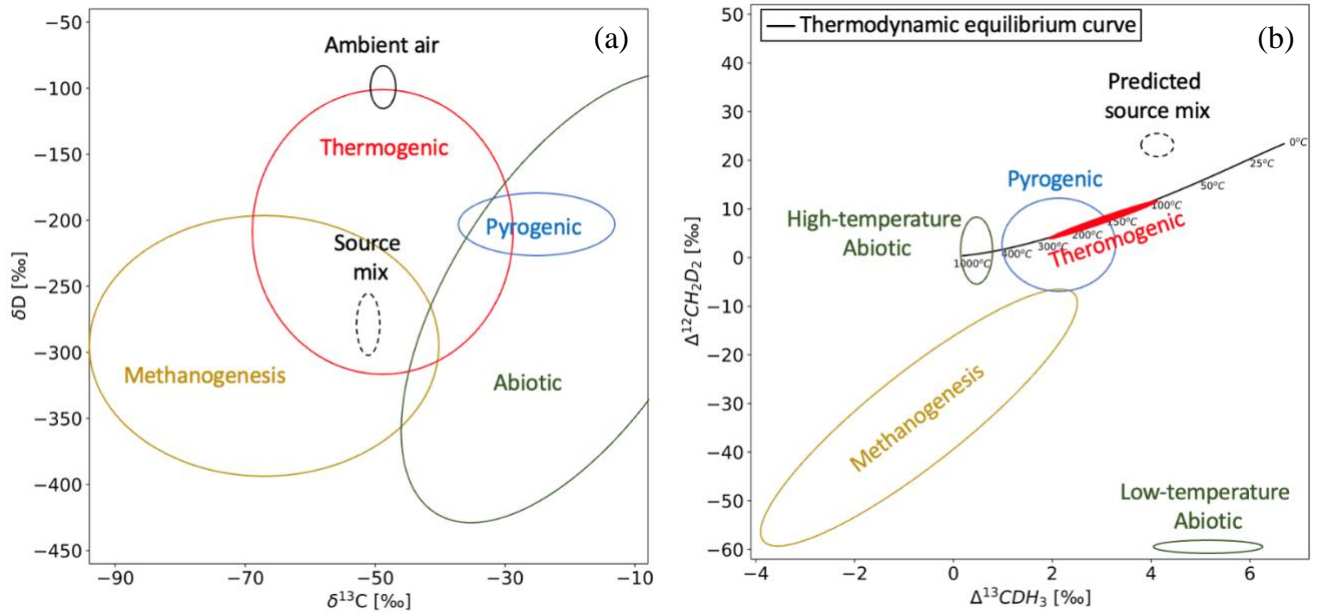 (a)
−50
−100
−150
−200
−250
−300
−350
−400
−450
δD [‰]
Ambient air
Thermogenic
Pyrogenic
Source
mix
Methanogenesis
Abiotic
−90
−70
−50
−30
−10
δ¹³C [‰]
(b)
Thermodynamic equilibrium curve
50
40
30
20
10
0
−10
−20
−30
−40
−50
−60
Δ¹²CH₂D₂ [‰]
Predicted
source mix
0°C
25°C
50°C
100°C
150°C
200°C
300°C
400°C
1000°C
Pyrogenic
High-temperature
Abiotic
Theromogenic
Methanogenesis
Low-temperature
Abiotic
−4
−2
0
2
4
6
Δ¹³CDH₃ [‰]